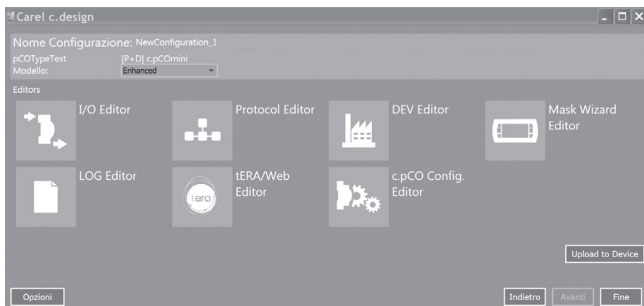 Carel c.design
Nome Configurazione: NewConfiguration_1
pCOTypeText |P+D| c.pCOmini
Modello: Enhanced
Editors
I/O Editor
Protocol Editor
DEV Editor
Mask Wizard
Editor
LOG Editor
tERA/Web
Editor
tera
c.pCO Config.
Editor
Upload to Device
Opzioni
Indietro
Avanti
Fine